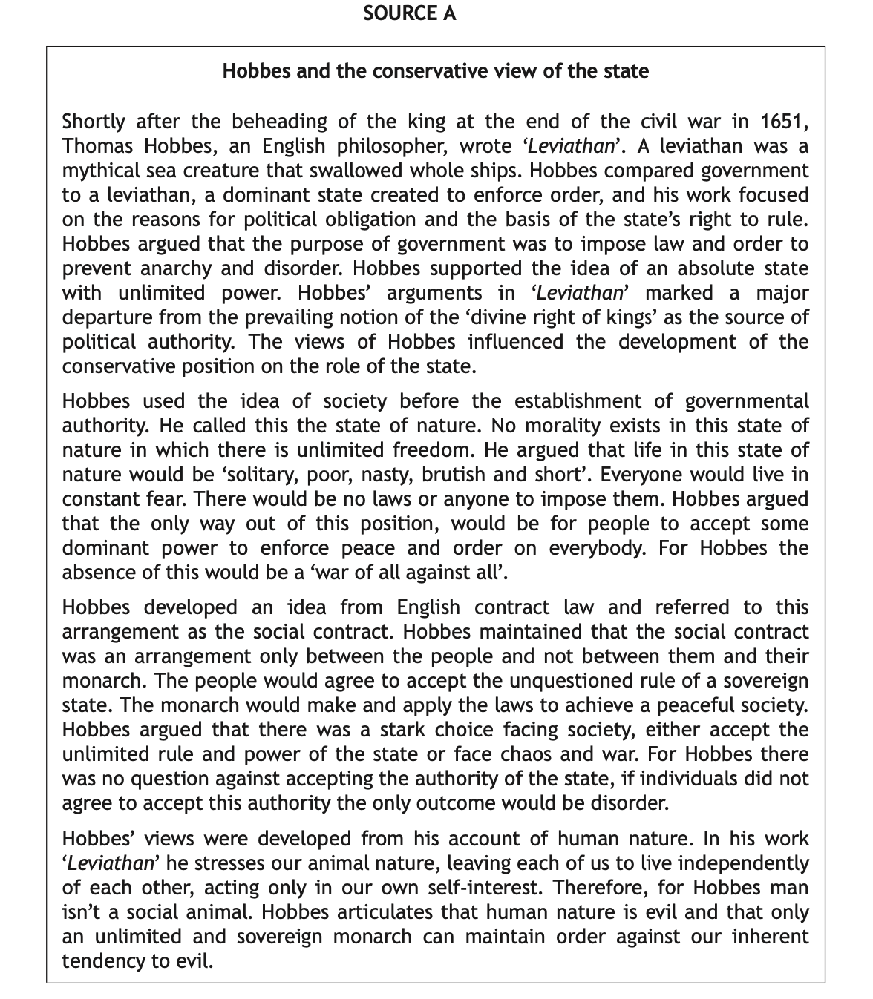 SOURCE A
Hobbes and the conservative view of the state
Shortly after the beheading of the king at the end of the civil war in 1651,
Thomas Hobbes, an English philosopher, wrote ‘Leviathan’. A leviathan was a
mythical sea creature that swallowed whole ships. Hobbes compared government
to a leviathan, a dominant state created to enforce order, and his work focused
on the reasons for political obligation and the basis of the state’s right to rule.
Hobbes argued that the purpose of government was to impose law and order to
prevent anarchy and disorder. Hobbes supported the idea of an absolute state
with unlimited power. Hobbes’ arguments in ‘Leviathan’ marked a major
departure from the prevailing notion of the ‘divine right of kings’ as the source of
political authority. The views of Hobbes influenced the development of the
conservative position on the role of the state.
Hobbes used the idea of society before the establishment of governmental
authority. He called this the state of nature. No morality exists in this state of
nature in which there is unlimited freedom. He argued that life in this state of
nature would be ‘solitary, poor, nasty, brutish and short’. Everyone would live in
constant fear. There would be no laws or anyone to impose them. Hobbes argued
that the only way out of this position, would be for people to accept some
dominant power to enforce peace and order on everybody. For Hobbes the
absence of this would be a ‘war of all against all’.
Hobbes developed an idea from English contract law and referred to this
arrangement as the social contract. Hobbes maintained that the social contract
was an arrangement only between the people and not between them and their
monarch. The people would agree to accept the unquestioned rule of a sovereign
state. The monarch would make and apply the laws to achieve a peaceful society.
Hobbes argued that there was a stark choice facing society, either accept the
unlimited rule and power of the state or face chaos and war. For Hobbes there
was no question against accepting the authority of the state, if individuals did not
agree to accept this authority the only outcome would be disorder.
Hobbes’ views were developed from his account of human nature. In his work
‘Leviathan’ he stresses our animal nature, leaving each of us to live independently
of each other, acting only in our own self-interest. Therefore, for Hobbes man
isn’t a social animal. Hobbes articulates that human nature is evil and that only
an unlimited and sovereign monarch can maintain order against our inherent
tendency to evil.